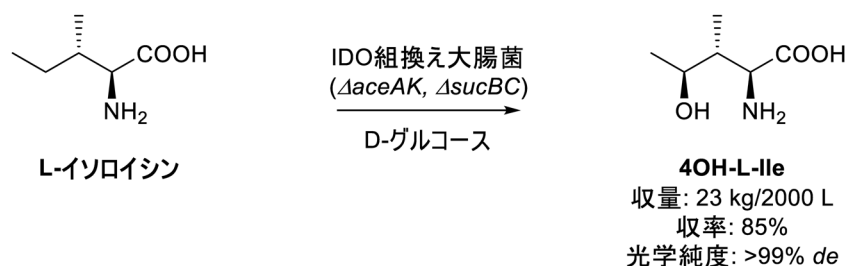 COOH
NH2
L-イソロイシン
IDO組換え大腸菌
(ΔaceAK, ΔsucBC)
D-グルコース
COOH
OH NH2
4OH-L-Ile
収量: 23 kg/2000 L
収率: 85%
光学純度: >99% de